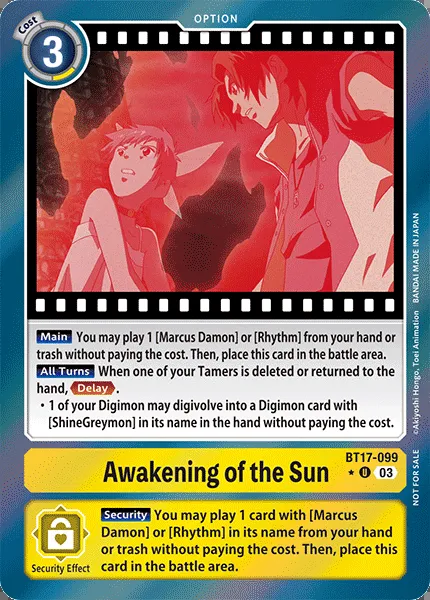 Cost
3
OPTION
Main You may play 1 [Marcus Damon] or [Rhythm] from your hand or
trash without paying the cost. Then, place this card in the battle area.
All Turns When one of your Tamers is deleted or returned to the
hand, Delay.
・1 of your Digimon may digivolve into a Digimon card with
[ShineGreymon] in its name in the hand without paying the cost.
©Akiyoshi Hongo, Toei Animation BANDAI MADE IN JAPAN
NOT FOR SALE
BT17-099
Awakening of the Sun
★ U 03
Security You may play 1 card with [Marcus
Damon] or [Rhythm] in its name from your hand
or trash without paying the cost. Then, place this
card in the battle area.
Security Effect